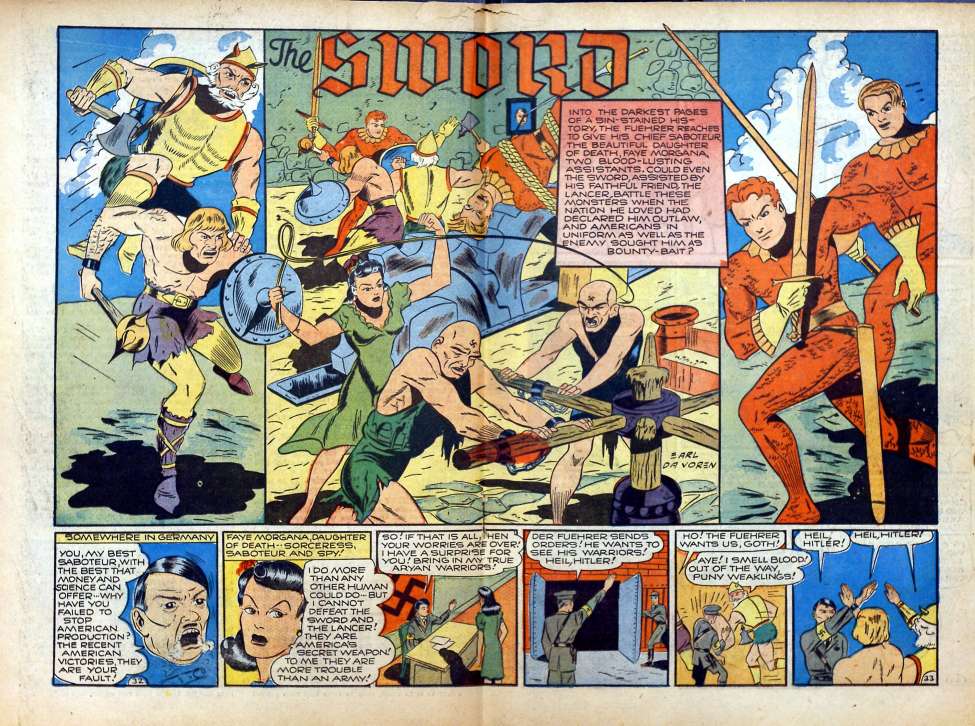 The SWORD
INTO THE DARKEST PAGES
OF A SIN-STAINED HIS-
TORY, THE FUEHRER REACHES
TO GIVE HIS CHIEF SABOTEUR
THE BEAUTIFUL DAUGHTER
OF DEATH, FAYE MORGANA,
TWO BLOOD-LUSTING
ASSISTANTS. COULD EVEN
THE SWORD, ASSISTED BY
HIS FAITHFUL FRIEND, THE
LANCER, BATTLE THESE
MONSTERS WHEN THE
NATION HE LOVED HAD
DECLARED HIM OUTLAW,
AND AMERICANS IN
UNIFORM AS WELL AS THE
ENEMY SOUGHT HIM AS
BOUNTY-BAIT?
EARL
DA VOREN
SOMEWHERE IN GERMANY
YOU, MY BEST
SABOTEUR, WITH
THE BEST THAT
MONEY AND
SCIENCE CAN
OFFER--WHY
HAVE YOU
FAILED TO
STOP
AMERICAN
PRODUCTION?
THE RECENT
AMERICAN
VICTORIES, THEY
ARE YOUR
FAULT!
32
FAYE MORGANA, DAUGHTER
OF DEATH-- SORCERESS,
SABOTEUR AND SPY!
I DO MORE
THAN ANY
OTHER HUMAN
COULD DO-- BUT
I CANNOT
DEFEAT THE
SWORD AND
THE LANCER!
THEY ARE
AMERICA'S
SECRET WEAPON!
TO ME THEY ARE
MORE TROUBLE
THAN AN ARMY!
SO! IF THAT IS ALL, THEN
YOUR WORRIES ARE OVER!
I HAVE A SURPRISE FOR
YOU! BRING IN MY TRUE
ARYAN WARRIORS!
DER FUEHRER SENDS
ORDERS! HE WANTS TO
SEE HIS WARRIORS!
HEIL, HITLER!
HO! THE FUEHRER
WANTS US, GOTH!
AYE! I SMELL BLOOD!
OUT OF THE WAY,
PUNY WEAKLINGS!
HEIL,
HITLER!
HEIL, HITLER!
33